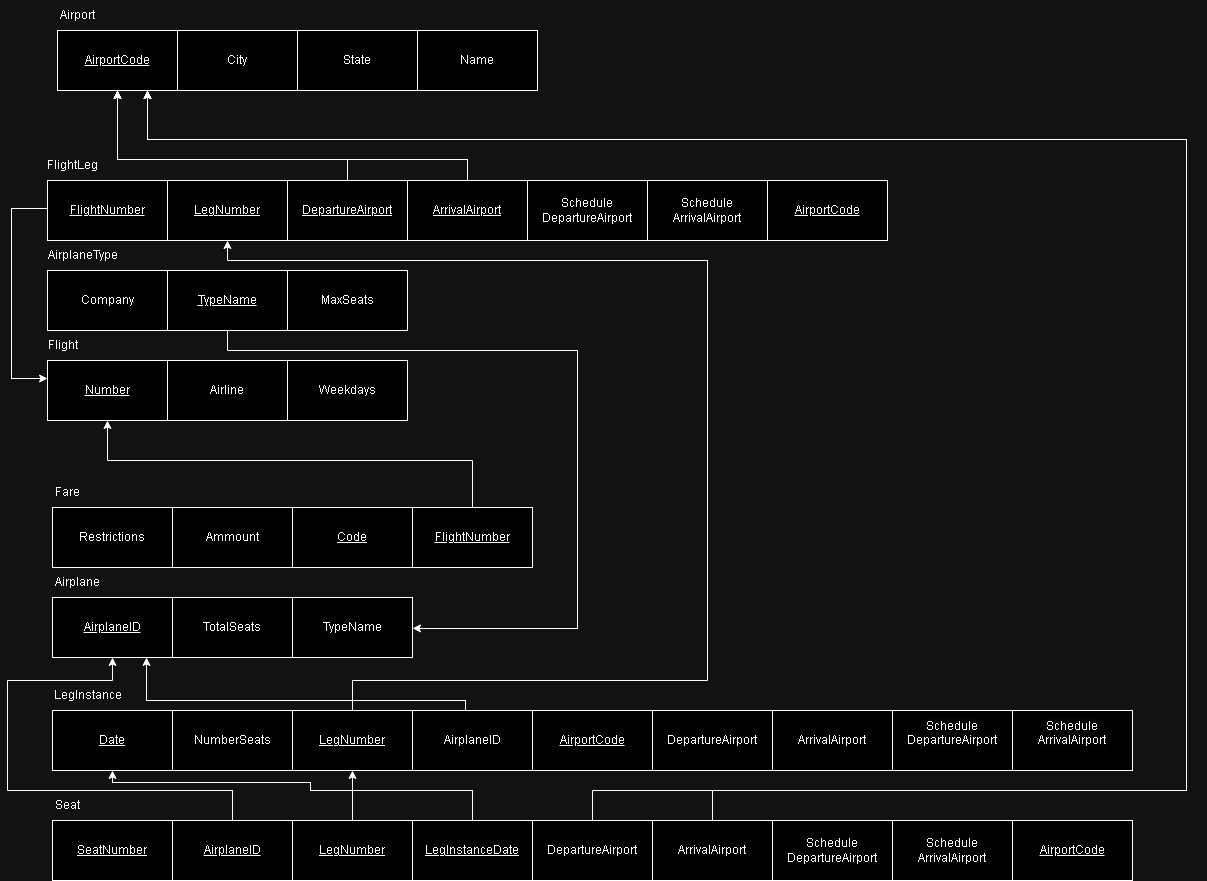 Airport
AirportCode City State Name
FlightLeg
FlightNumber LegNumber DepartureAirport ArrivalAirport Schedule DepartureAirport Schedule ArrivalAirport AirportCode
AirplaneType
Company TypeName MaxSeats
Flight
Number Airline Weekdays
Fare
Restrictions Ammount Code FlightNumber
Airplane
AirplaneID TotalSeats TypeName
LegInstance
Date NumberSeats LegNumber AirplaneID AirportCode DepartureAirport ArrivalAirport Schedule DepartureAirport Schedule ArrivalAirport
Seat
SeatNumber AirplaneID LegNumber LegInstanceDate DepartureAirport ArrivalAirport Schedule DepartureAirport Schedule ArrivalAirport AirportCode